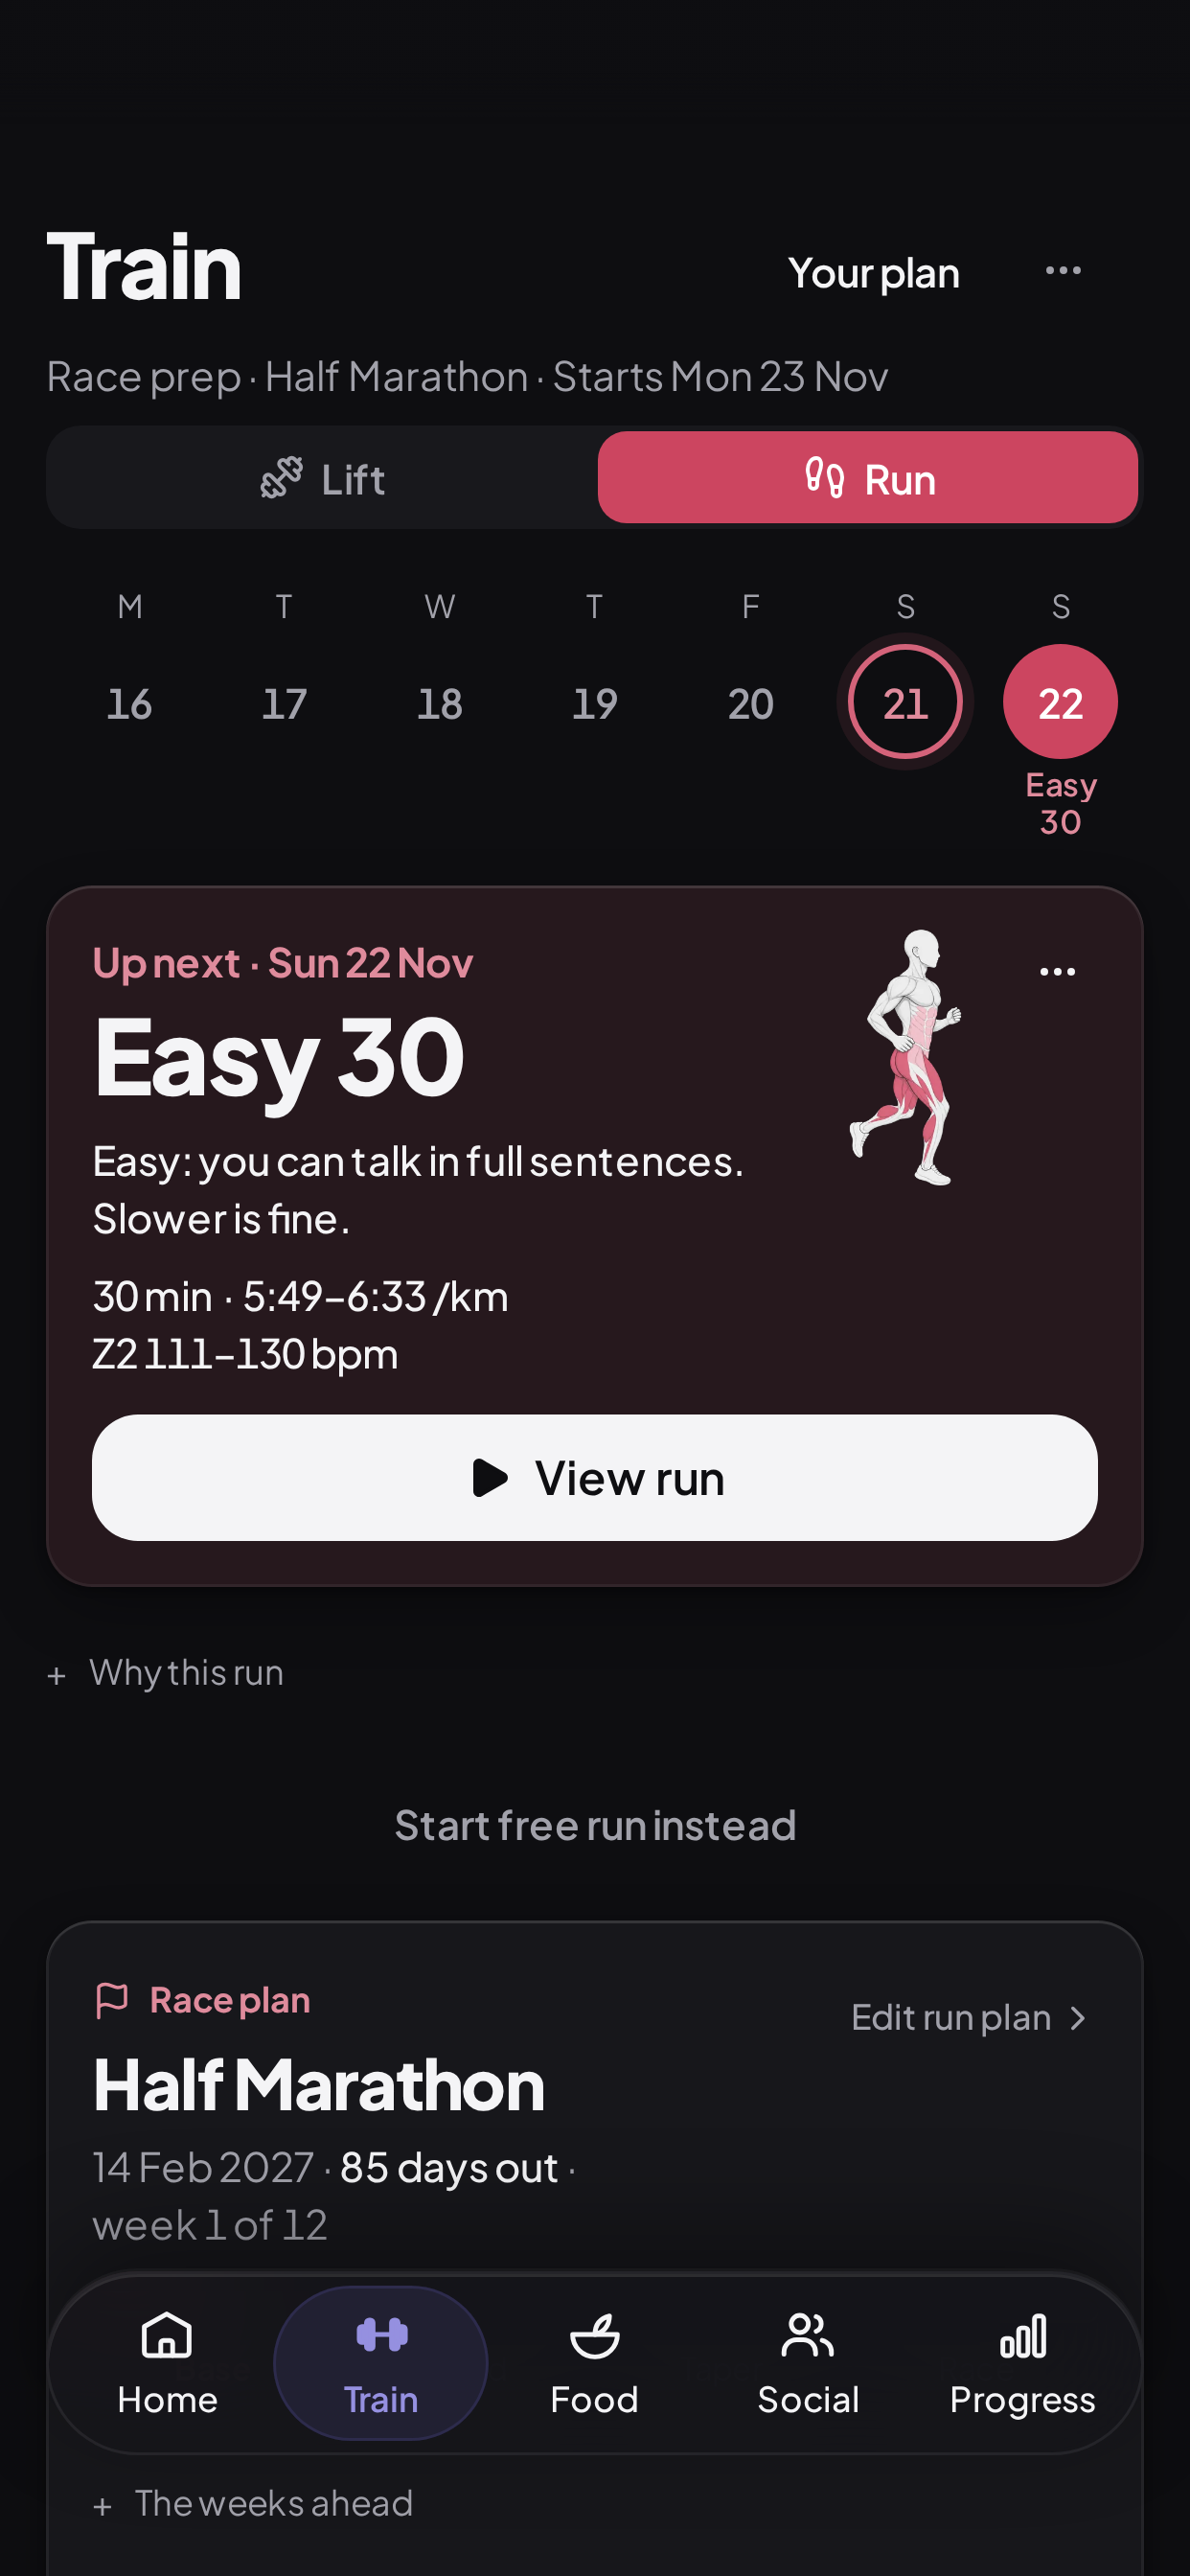 Train
Your plan
Race prep · Half Marathon · Starts Mon 23 Nov
Lift
Run
M T W T F S S
16 17 18 19 20 21 22
Easy
30
Up next · Sun 22 Nov
Easy 30
Easy: you can talk in full sentences.
Slower is fine.
30 min · 5:49–6:33 /km
Z2 111–130 bpm
View run
+ Why this run
Start free run instead
Race plan
Edit run plan
Half Marathon
14 Feb 2027 · 85 days out ·
week 1 of 12
Home Train Food Social Progress
+ The weeks ahead